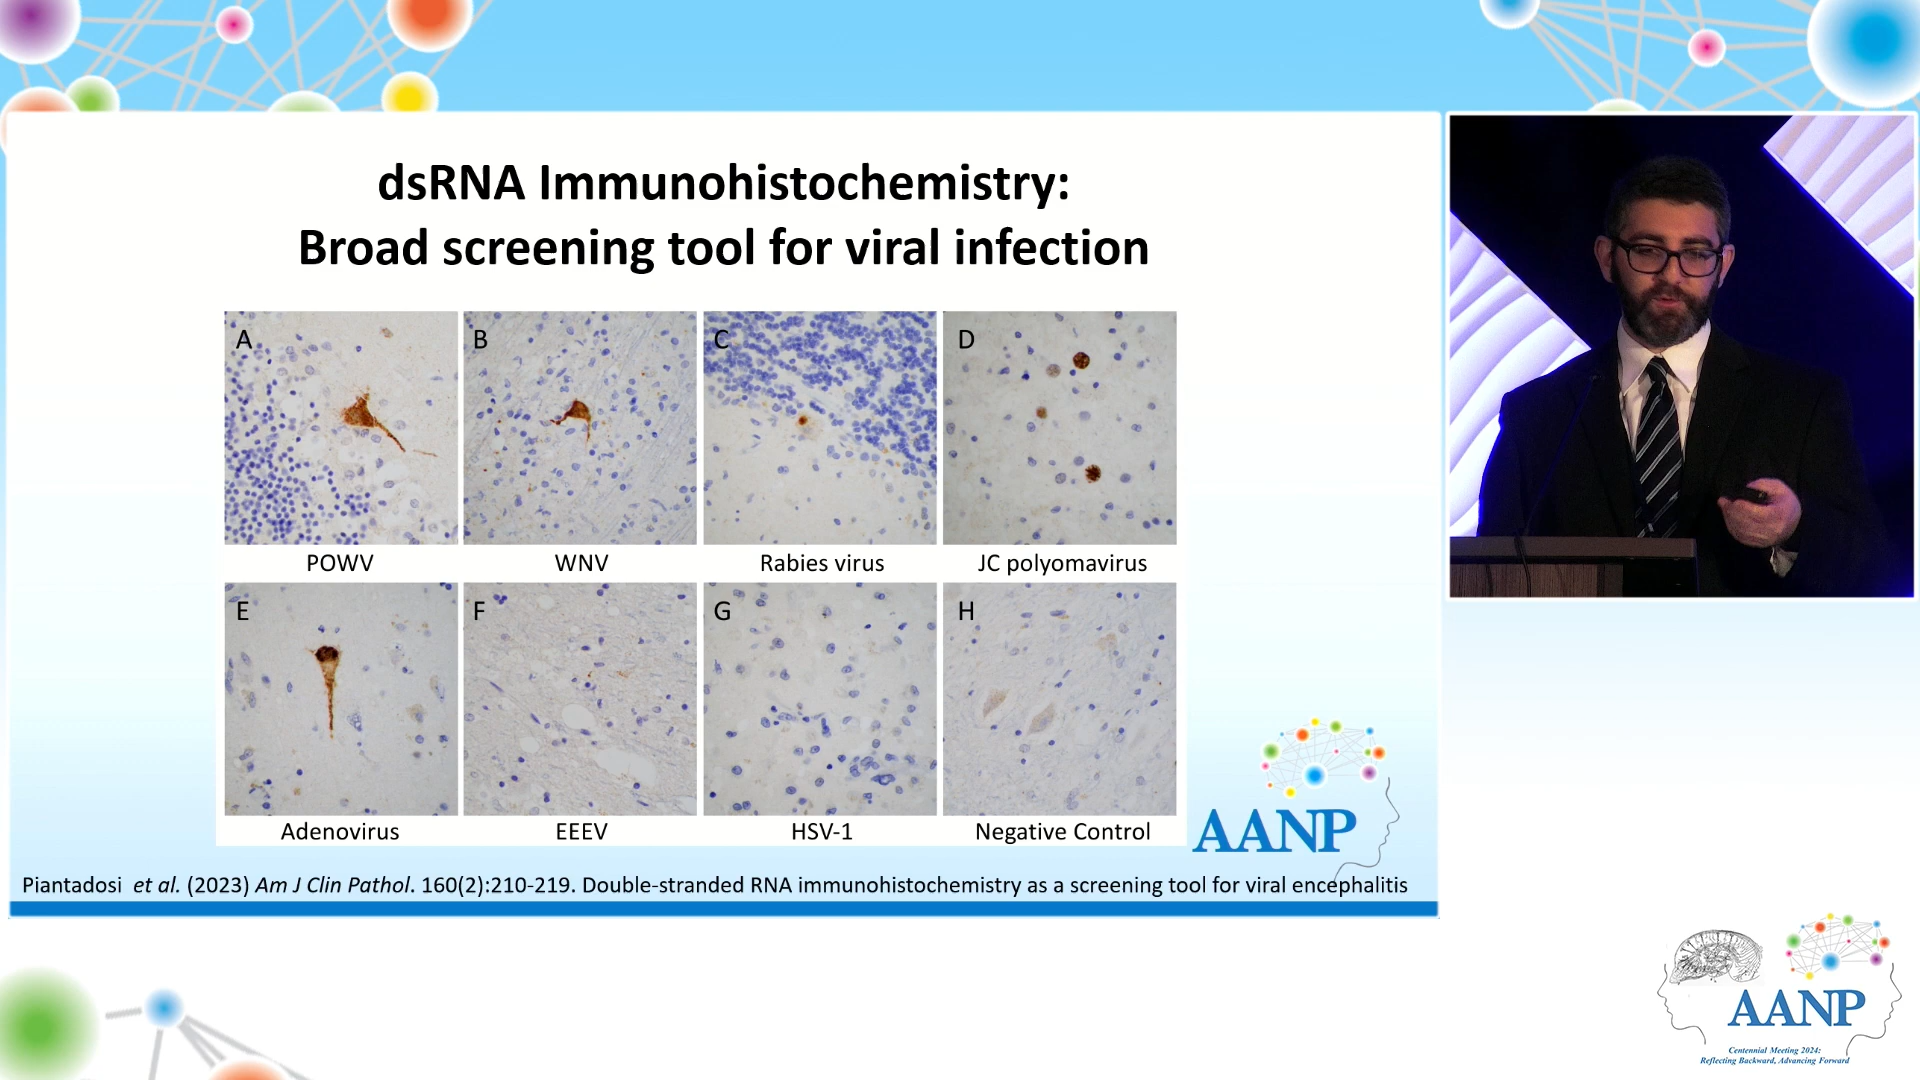 dsRNA Immunohistochemistry:
Broad screening tool for viral infection
A
B
C
D
POWV
WNV
Rabies virus
JC polyomavirus
E
F
G
H
Adenovirus
EEEV
HSV-1
Negative Control
AANP
Piantadosi et al. (2023) Am J Clin Pathol. 160(2):210-219. Double-stranded RNA immunohistochemistry as a screening tool for viral encephalitis
AANP
Centennial Meeting 2024:
Reflecting Backward, Advancing Forward